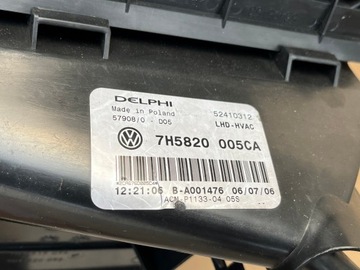 DELPHI
Made in Poland
57908/0 : 005
52410312
LHD-HVAC
7H5820 005CA
12:21:06 B-A001476 06/07/06
ACM P1133-04 05S